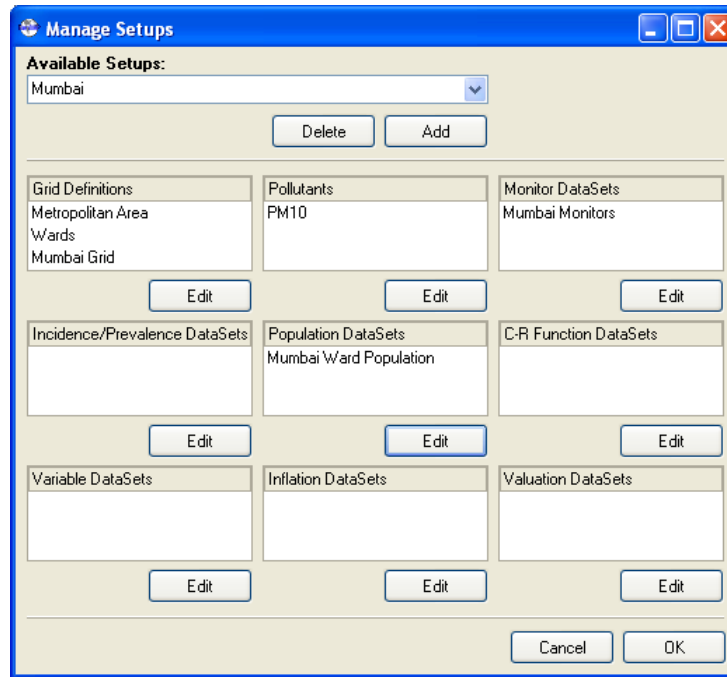 Manage Setups
Available Setups:
Mumbai
Delete Add
Grid Definitions Pollutants Monitor DataSets
Metropolitan Area PM10 Mumbai Monitors
Wards
Mumbai Grid
Edit Edit Edit
Incidence/Prevalence DataSets Population DataSets C-R Function DataSets
Mumbai Ward Population
Edit Edit Edit
Variable DataSets Inflation DataSets Valuation DataSets
Edit Edit Edit
Cancel OK